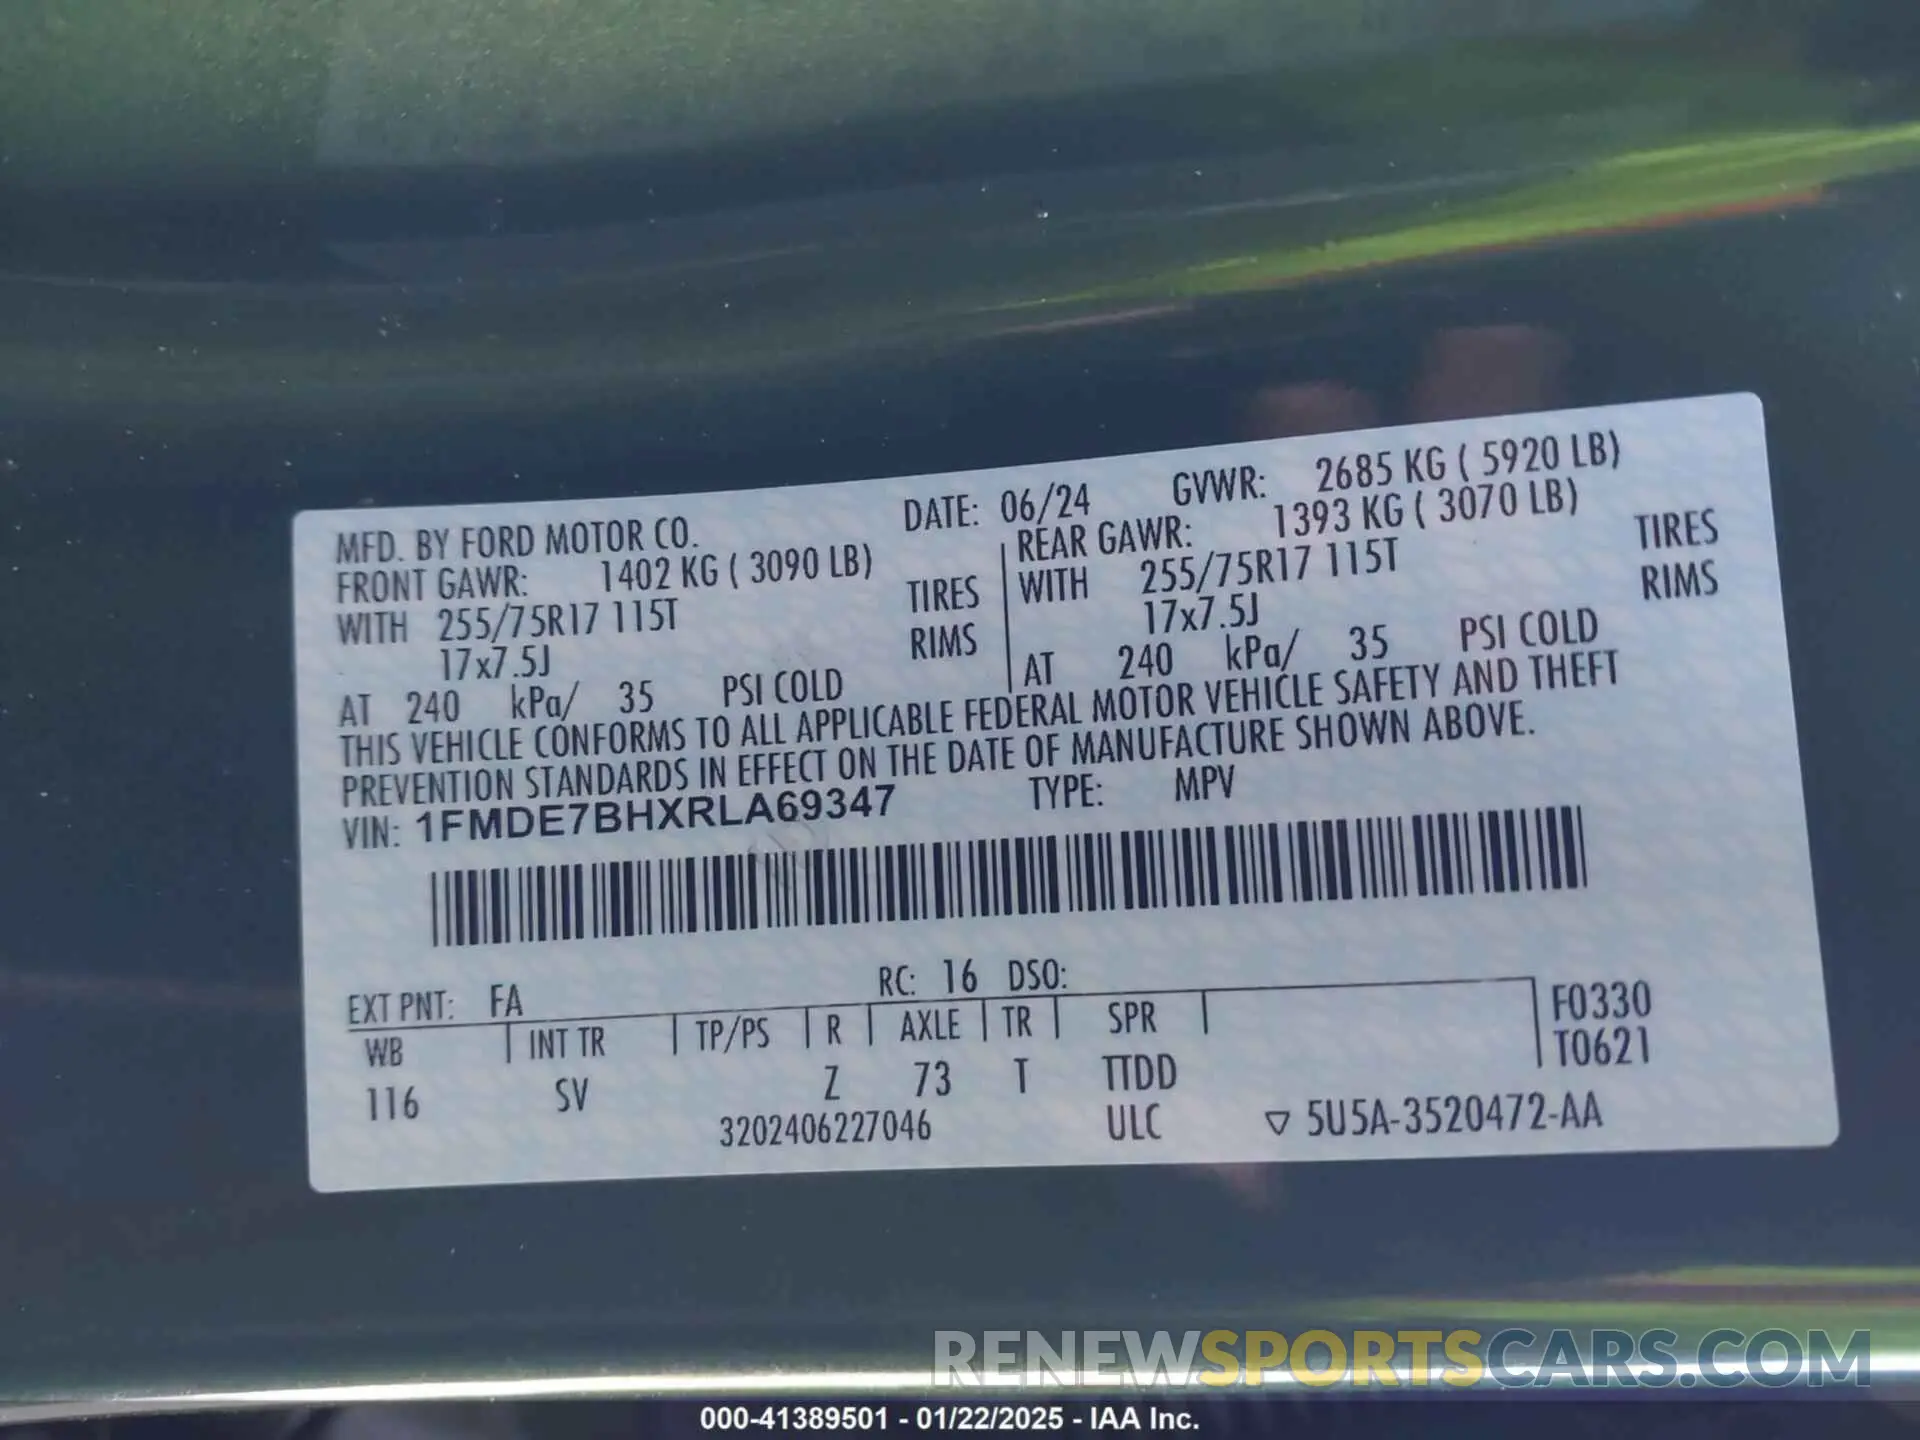 MFD. BY FORD MOTOR CO. DATE: 06/24 GVWR: 2685 KG ( 5920 LB)
FRONT GAWR: 1402 KG ( 3090 LB) REAR GAWR: 1393 KG ( 3070 LB)
WITH 255/75R17 115T TIRES WITH 255/75R17 115T TIRES
17x7.5J RIMS 17x7.5J RIMS
AT 240 kPa/ 35 PSI COLD AT 240 kPa/ 35 PSI COLD
THIS VEHICLE CONFORMS TO ALL APPLICABLE FEDERAL MOTOR VEHICLE SAFETY AND THEFT
PREVENTION STANDARDS IN EFFECT ON THE DATE OF MANUFACTURE SHOWN ABOVE.
VIN: 1FMDE7BHXRLA69347 TYPE: MPV
EXT PNT: FA RC: 16 DSO:
WB INT TR TP/PS R AXLE TR SPR F0330
T0621
116 SV Z 73 T TTDD
3202406227046 ULC ▽ 5U5A-3520472-AA
RENEWSPORTSCARS.COM
000-41389501 - 01/22/2025 - IAA Inc.